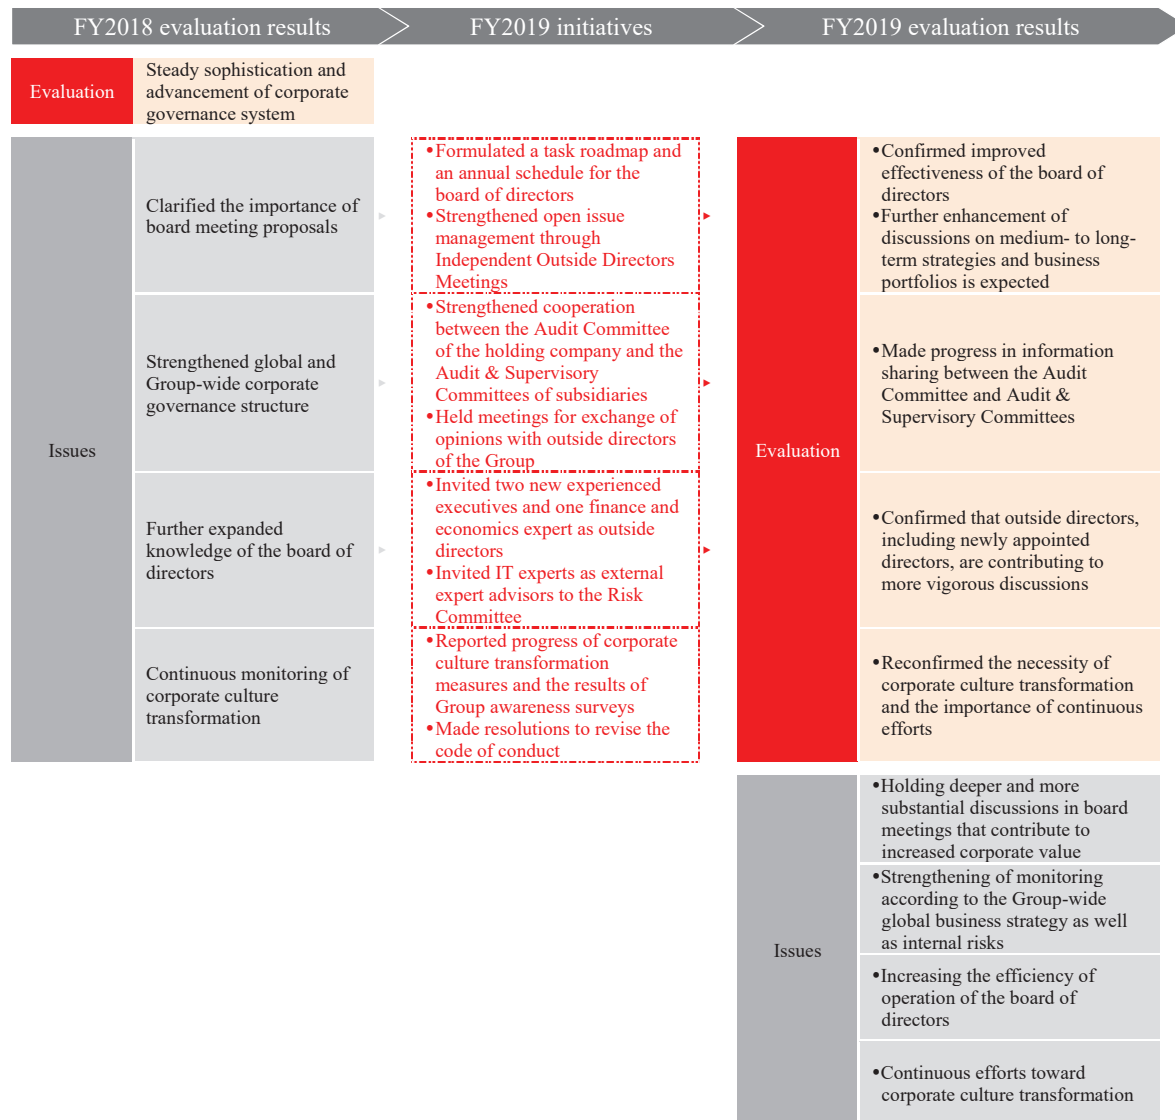 FY2018 evaluation results
FY2019 initiatives
FY2019 evaluation results
Evaluation
Steady sophistication and
advancement of corporate
governance system
Issues
Clarified the importance of
board meeting proposals
•Formulated a task roadmap and
an annual schedule for the
board of directors
•Strengthened open issue
management through
Independent Outside Directors
Meetings
Evaluation
•Confirmed improved
effectiveness of the board of
directors
•Further enhancement of
discussions on medium- to long-
term strategies and business
portfolios is expected
Strengthened global and
Group-wide corporate
governance structure
•Strengthened cooperation
between the Audit Committee
of the holding company and the
Audit & Supervisory
Committees of subsidiaries
•Held meetings for exchange of
opinions with outside directors
of the Group
•Made progress in information
sharing between the Audit
Committee and Audit &
Supervisory Committees
Further expanded
knowledge of the board of
directors
•Invited two new experienced
executives and one finance and
economics expert as outside
directors
•Invited IT experts as external
expert advisors to the Risk
Committee
•Confirmed that outside directors,
including newly appointed
directors, are contributing to
more vigorous discussions
Continuous monitoring of
corporate culture
transformation
•Reported progress of corporate
culture transformation
measures and the results of
Group awareness surveys
•Made resolutions to revise the
code of conduct
•Reconfirmed the necessity of
corporate culture transformation
and the importance of continuous
efforts
Issues
•Holding deeper and more
substantial discussions in board
meetings that contribute to
increased corporate value
•Strengthening of monitoring
according to the Group-wide
global business strategy as well
as internal risks
•Increasing the efficiency of
operation of the board of
directors
•Continuous efforts toward
corporate culture transformation